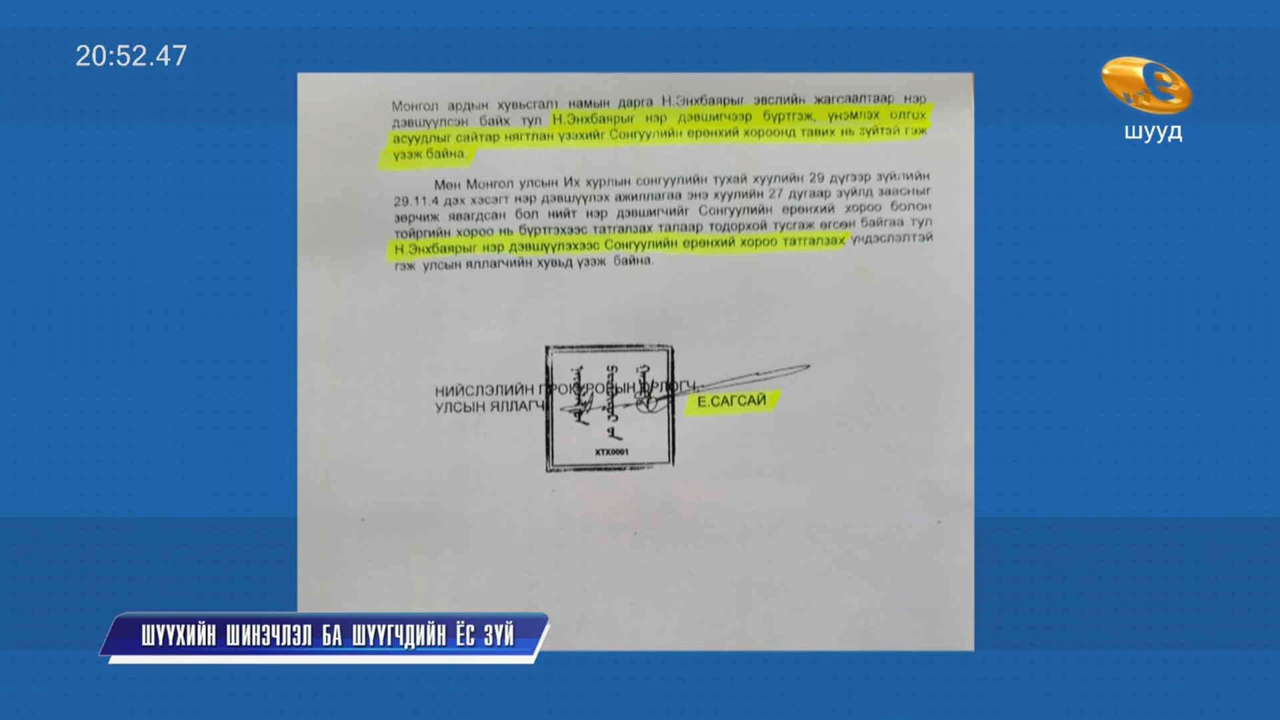 20:52.47
шууд
Монгол ардын хувьсгалт намын дарга Н.Энхбаярыг эвслийн жагсаалтаар нэр
дэвшүүлсэн байх тул Н.Энхбаярыг нэр дэвшигчээр бүртгэж, үнэмлэх олгох
асуудлыг сайтар нягтлан үзэхийг Сонгуулийн ерөнхий хороонд тавих нь зүйтэй гэж
үзэж байна.
Мөн Монгол улсын Их хурлын сонгуулийн тухай хуулийн 29 дүгээр зүйлийн
29.11.4 дэх хэсэгт нэр дэвшүүлэх ажиллагаа энэ хуулийн 27 дугаар зүйлд заасныг
зөрчиж явагдсан бол нийт нэр дэвшигчийг Сонгуулийн ерөнхий хороо болон
тойргийн хороо нь бүртгэхээс татгалзах талаар тодорхой тусгаж өгсөн байгаа тул
Н.Энхбаярыг нэр дэвшүүлэхээс Сонгуулийн ерөнхий хороо татгалзах үндэслэлтэй
гэж улсын яллагчийн хувьд үзэж байна.
НИЙСЛЭЛИЙН ПРОКУРОРЫН ОРЛОГЧ,
УЛСЫН ЯЛЛАГЧ Е.САГСАЙ
ХТХ0001
ШҮҮХИЙН ШИНЭЧЛЭЛ БА ШҮҮГЧДИЙН ЁС ЗҮЙ